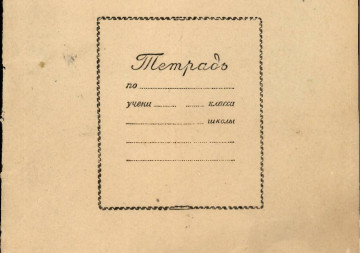 Тетрадь
по
учени класса
школы